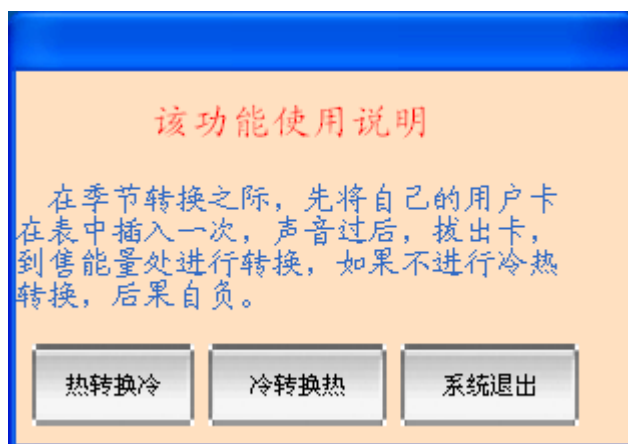 该功能使用说明
在季节转换之际，先将自己的用户卡
在表中插入一次，声音过后，拔出卡，
到售能量处进行转换，如果不进行冷热
转换，后果自负。
热转换冷 冷转换热 系统退出